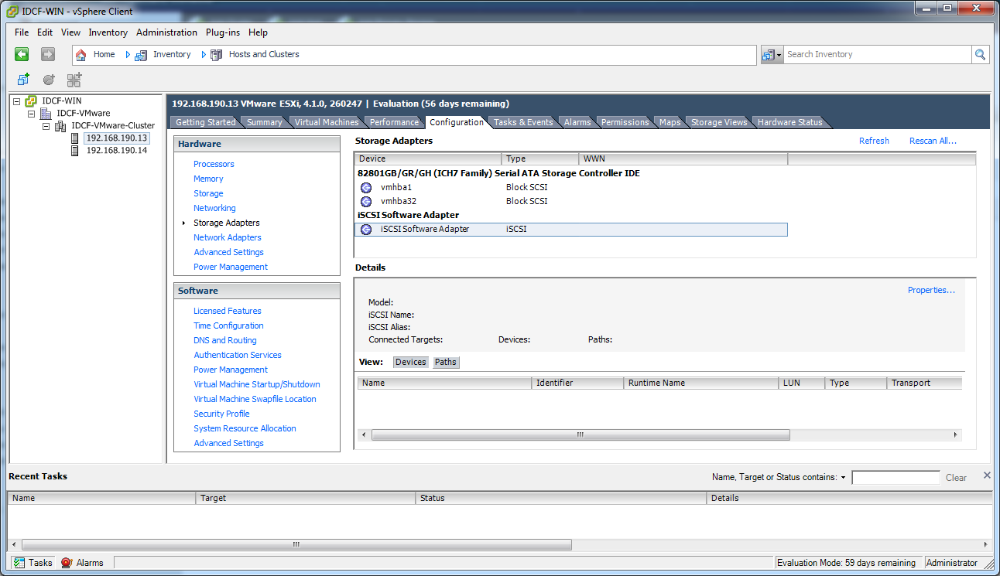 IDCF-WIN - vSphere Client
File Edit View Inventory Administration Plug-ins Help
Home Inventory Hosts and Clusters Search Inventory
IDCF-WIN
IDCF-VMware
IDCF-VMware-Cluster
192.168.190.13
192.168.190.14
192.168.190.13 VMware ESXi, 4.1.0, 260247 | Evaluation (56 days remaining)
Getting Started Summary Virtual Machines Performance Configuration Tasks & Events Alarms Permissions Maps Storage Views Hardware Status
Hardware
Processors
Memory
Storage
Networking
Storage Adapters
Network Adapters
Advanced Settings
Power Management
Software
Licensed Features
Time Configuration
DNS and Routing
Authentication Services
Power Management
Virtual Machine Startup/Shutdown
Virtual Machine Swapfile Location
Security Profile
System Resource Allocation
Advanced Settings
Storage Adapters Refresh Rescan All...
Device Type WWN
82801GB/GR/GH (ICH7 Family) Serial ATA Storage Controller IDE
vmhba1 Block SCSI
vmhba32 Block SCSI
iSCSI Software Adapter
iSCSI Software Adapter iSCSI
Details
Properties...
Model:
iSCSI Name:
iSCSI Alias:
Connected Targets: Devices: Paths:
View: Devices Paths
Name Identifier Runtime Name LUN Type Transport
Recent Tasks Name, Target or Status contains: Clear
Name Target Status Details
Tasks Alarms Evaluation Mode: 59 days remaining Administrator